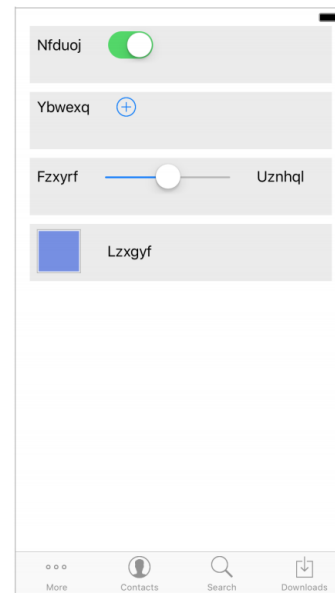 Nfduoj
Ybwexq
Fzxyrf Uznhql
Lzxgyf
More Contacts Search Downloads